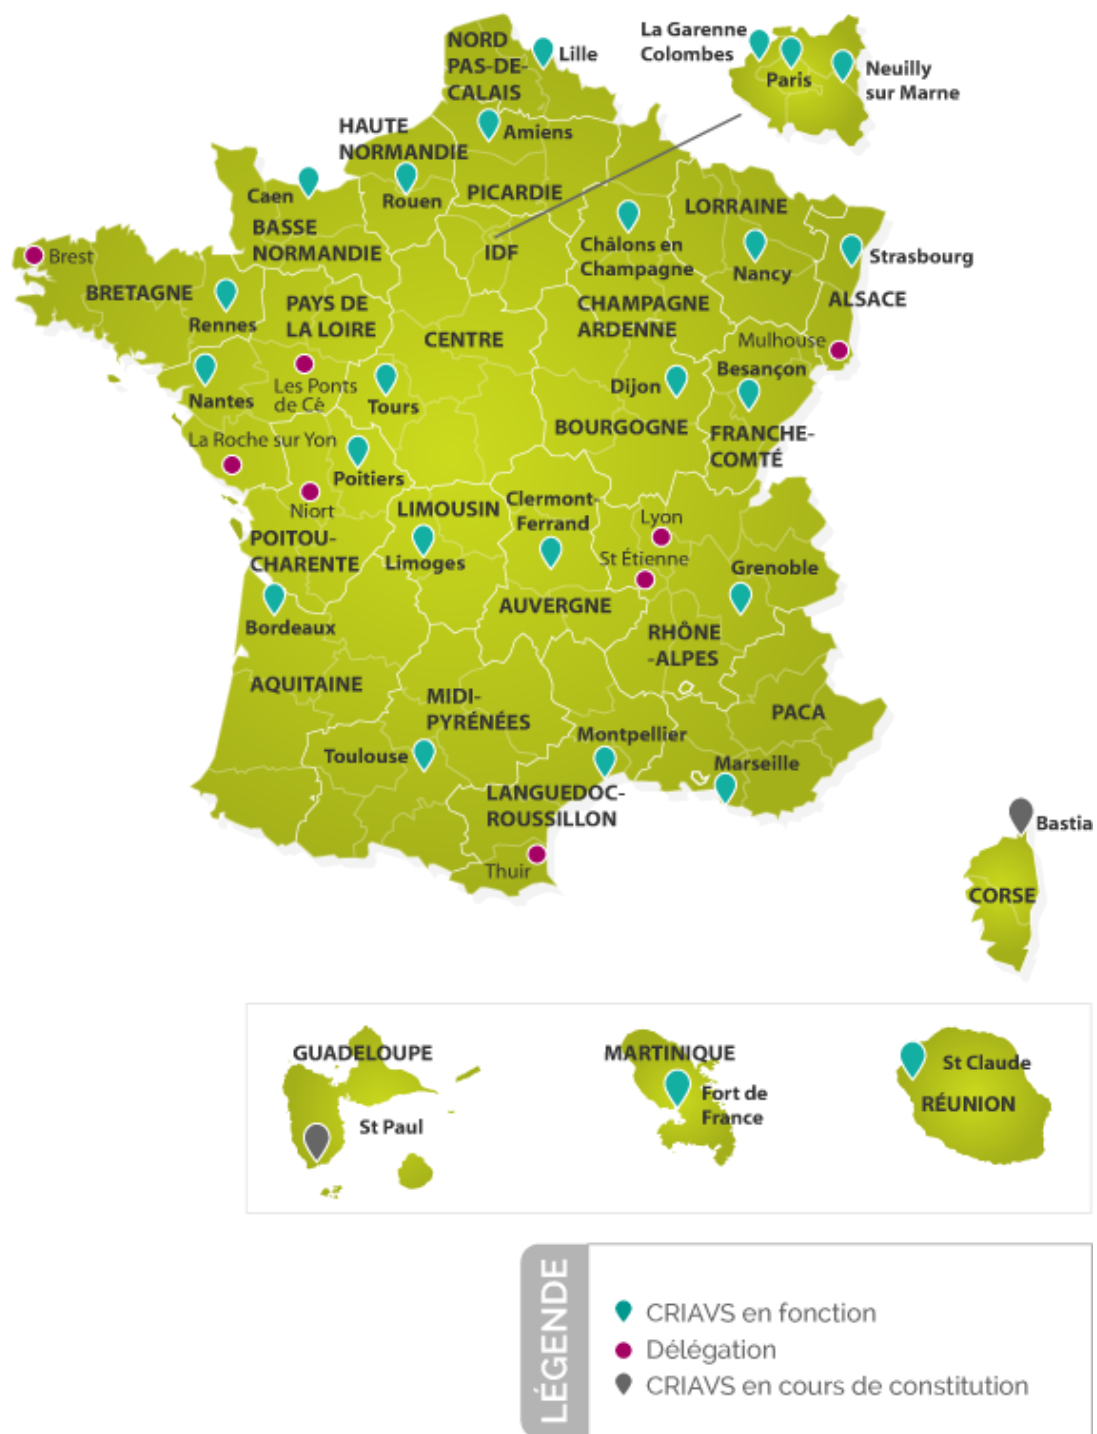 La Garenne
Colombes
Paris
Neuilly
sur Marne
NORD
PAS-DE-
CALAIS
Lille
Amiens
HAUTE
NORMANDIE
PICARDIE
Rouen
Caen
BASSE
NORMANDIE
IDF
LORRAINE
Châlons en
Champagne
Nancy
Strasbourg
ALSACE
Brest
BRETAGNE
Rennes
PAYS DE
LA LOIRE
CENTRE
CHAMPAGNE
ARDENNE
Mulhouse
Besançon
Nantes
Les Ponts
de Cé
Tours
Dijon
BOURGOGNE
FRANCHE-
COMTÉ
La Roche sur Yon
Poitiers
Niort
LIMOUSIN
Clermont-
Ferrand
Lyon
St Étienne
Grenoble
POITOU-
CHARENTE
Limoges
AUVERGNE
Bordeaux
RHÔNE
-ALPES
AQUITAINE
MIDI-
PYRÉNÉES
PACA
Montpellier
Toulouse
Marseille
LANGUEDOC-
ROUSSILLON
Thuir
Bastia
CORSE
GUADELOUPE
St Paul
MARTINIQUE
Fort de
France
St Claude
RÉUNION
LÉGENDE
CRIAVS en fonction
Délégation
CRIAVS en cours de constitution